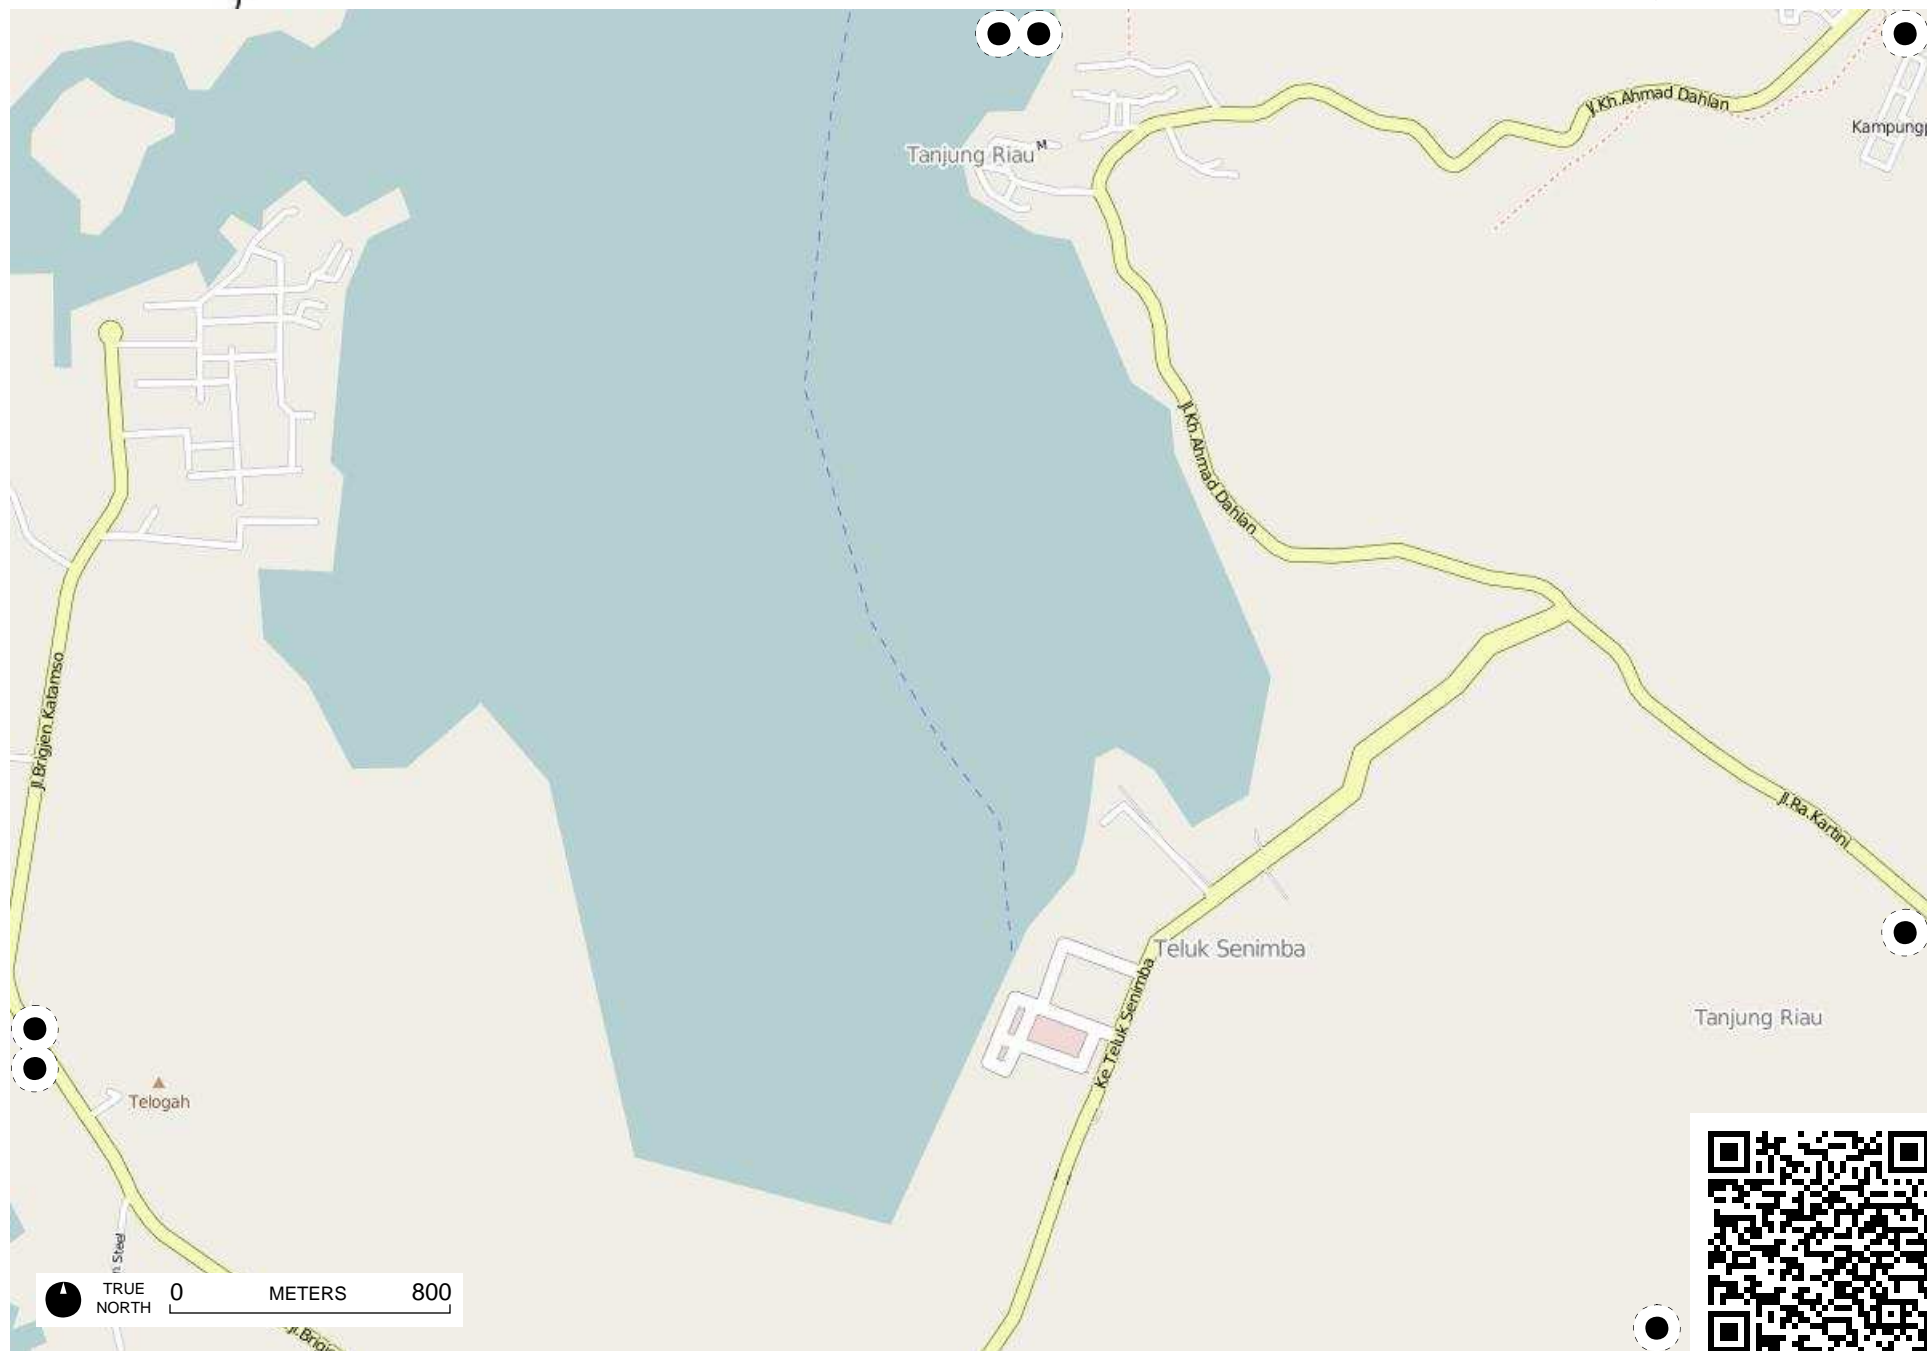 Jl.Kh.Ahmad Dahlan
Tanjung Riau
M
Jl.Kh.Ahmad Dahlan
Jl.Brigjen Katamso
Jl.Ra.Kartini
Teluk Senimba
Ke Teluk Senimba
Tanjung Riau
Telogah
Steel
TRUE
NORTH
0 METERS 800